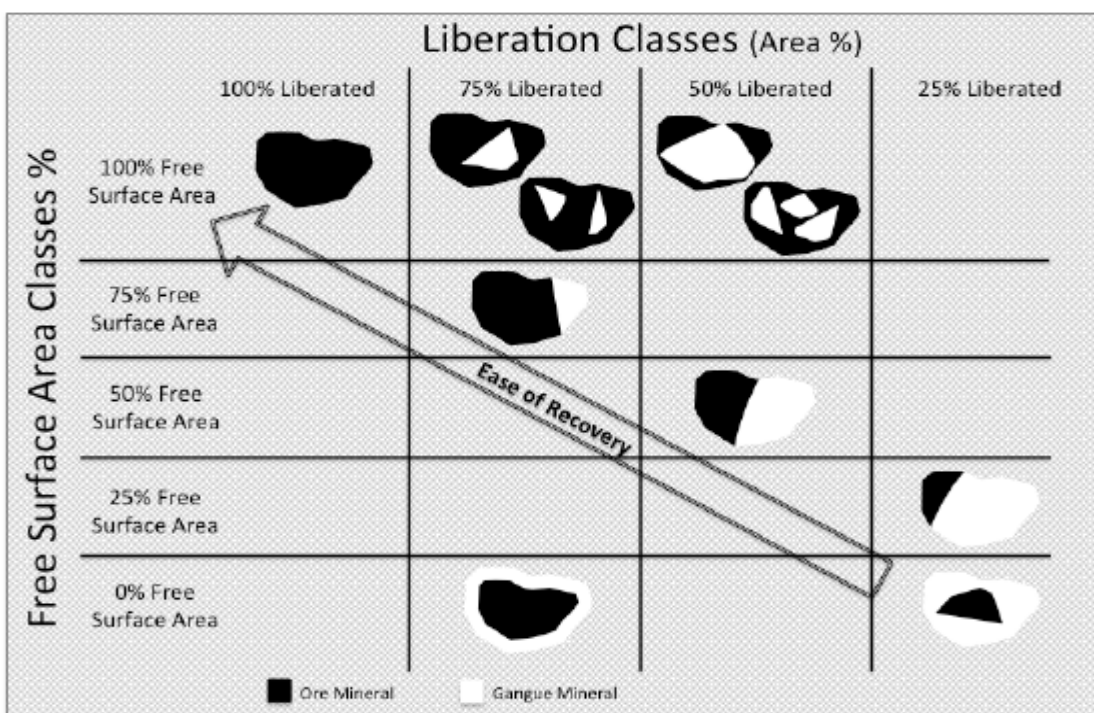 Liberation Classes (Area %)
100% Liberated
75% Liberated
50% Liberated
25% Liberated
Free Surface Area Classes %
100% Free
Surface Area
75% Free
Surface Area
50% Free
Surface Area
25% Free
Surface Area
0% Free
Surface Area
Ease of Recovery
Ore Mineral
Gangue Mineral